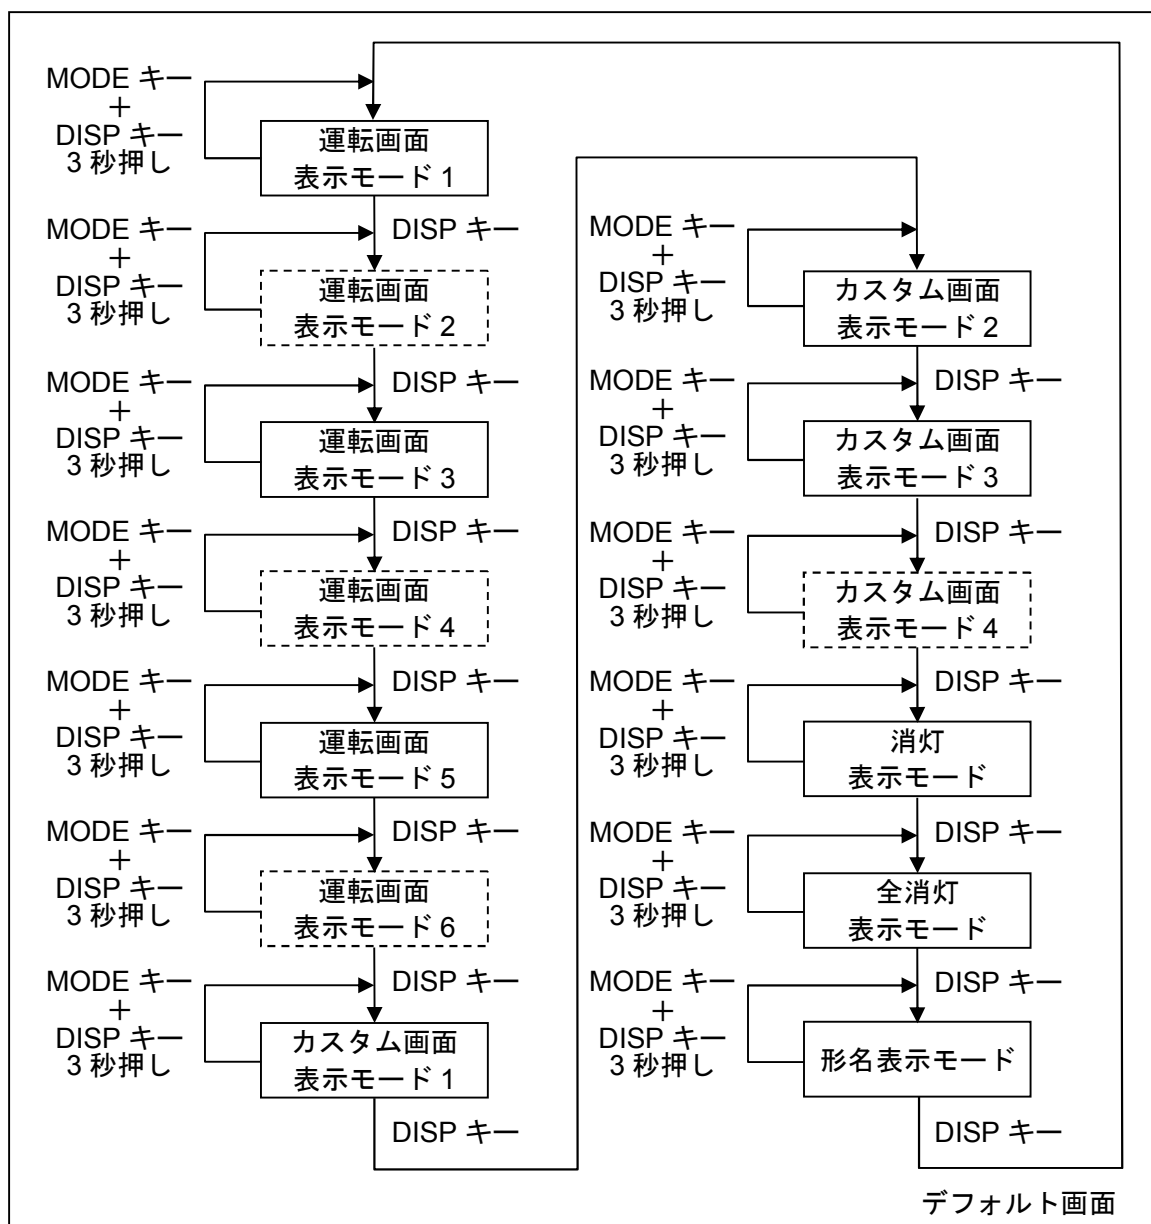 MODE キー
＋
DISP キー
3 秒押し
運転画面
表示モード 1
DISP キー
MODE キー
＋
DISP キー
3 秒押し
運転画面
表示モード 2
DISP キー
MODE キー
＋
DISP キー
3 秒押し
運転画面
表示モード 3
DISP キー
MODE キー
＋
DISP キー
3 秒押し
運転画面
表示モード 4
DISP キー
MODE キー
＋
DISP キー
3 秒押し
運転画面
表示モード 5
DISP キー
MODE キー
＋
DISP キー
3 秒押し
運転画面
表示モード 6
DISP キー
MODE キー
＋
DISP キー
3 秒押し
カスタム画面
表示モード 1
DISP キー
MODE キー
＋
DISP キー
3 秒押し
カスタム画面
表示モード 2
DISP キー
MODE キー
＋
DISP キー
3 秒押し
カスタム画面
表示モード 3
DISP キー
MODE キー
＋
DISP キー
3 秒押し
カスタム画面
表示モード 4
DISP キー
MODE キー
＋
DISP キー
3 秒押し
消灯
表示モード
DISP キー
MODE キー
＋
DISP キー
3 秒押し
全消灯
表示モード
DISP キー
MODE キー
＋
DISP キー
3 秒押し
形名表示モード
DISP キー
デフォルト画面